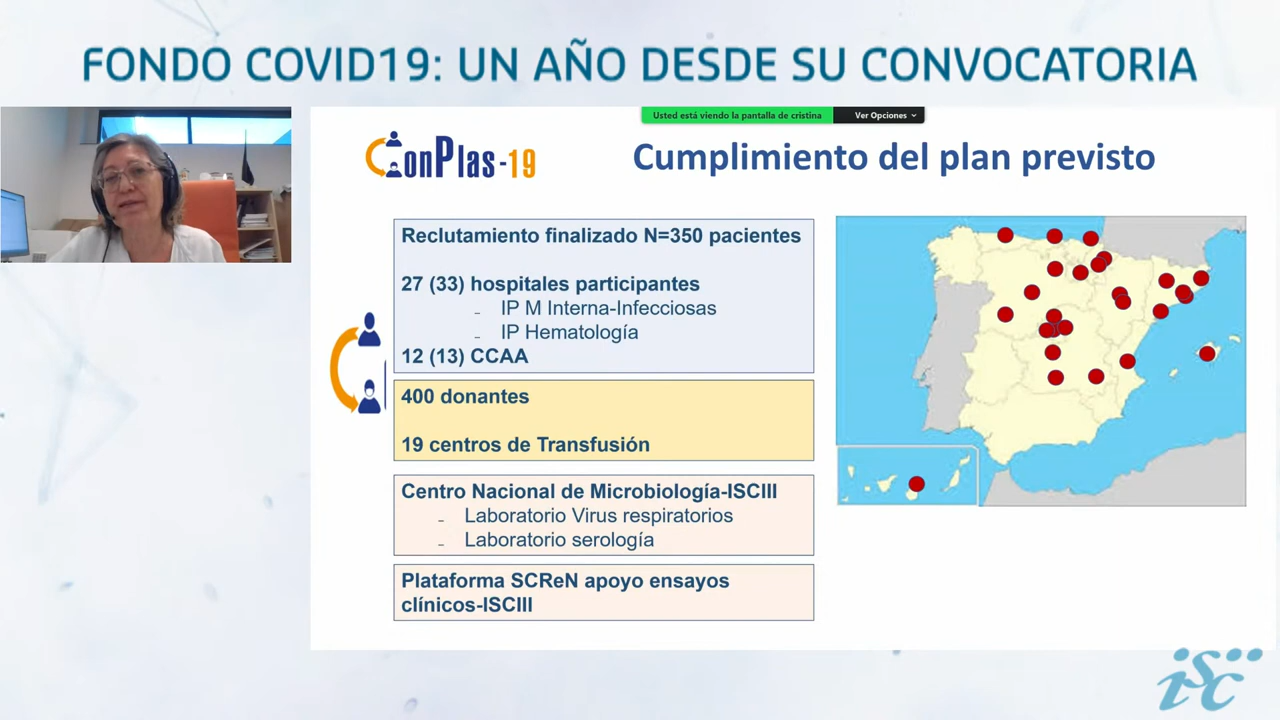 FONDO COVID19: UN AÑO DESDE SU CONVOCATORIA
Usted está viendo la pantalla de cristina
Ver Opciones
ConPlas-19
Cumplimiento del plan previsto
Reclutamiento finalizado N=350 pacientes
27 (33) hospitales participantes
- IP M Interna-Infecciosas
- IP Hematología
12 (13) CCAA
400 donantes
19 centros de Transfusión
Centro Nacional de Microbiología-ISCIII
- Laboratorio Virus respiratorios
- Laboratorio serología
Plataforma SCReN apoyo ensayos
clínicos-ISCIII
isc